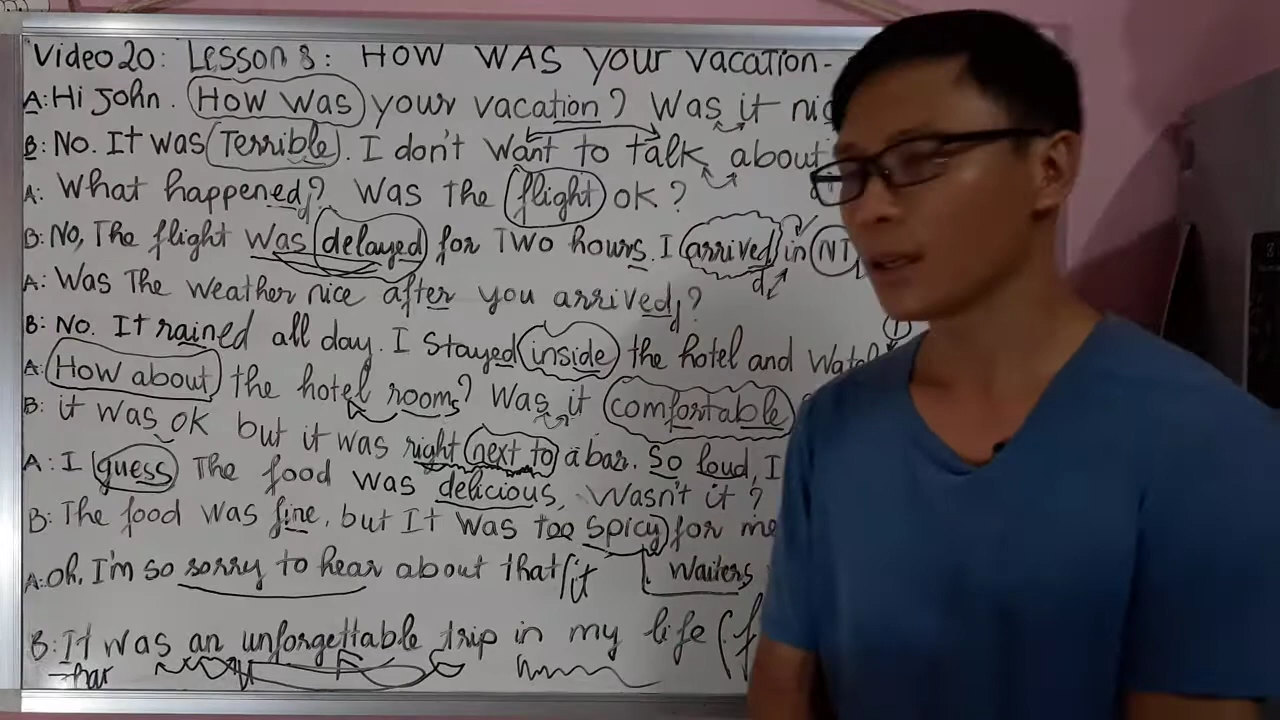 Video 20: Lesson 8: HOW WAS your vacation-
A: Hi John. How was your vacation? Was it
B: No. It was Terrible. I don't want to talk about
A: What happened? Was the flight ok?
d
B: No, The flight was delayed for Two hours. I arrived in
d
A: Was The weather nice after you arrived?
d
B: No. It rained all day. I stayed inside the hotel and
A: How about the hotel rooms? Was it comfortable
B: it was ok but it was right next to a bar. So loud, I
A: I guess The food was delicious, Wasn't it?
B: The food was fine, but It was too spicy for me
A: oh, I'm so sorry to hear about that/it Waiters
B: It was an unforgettable trip in my life (